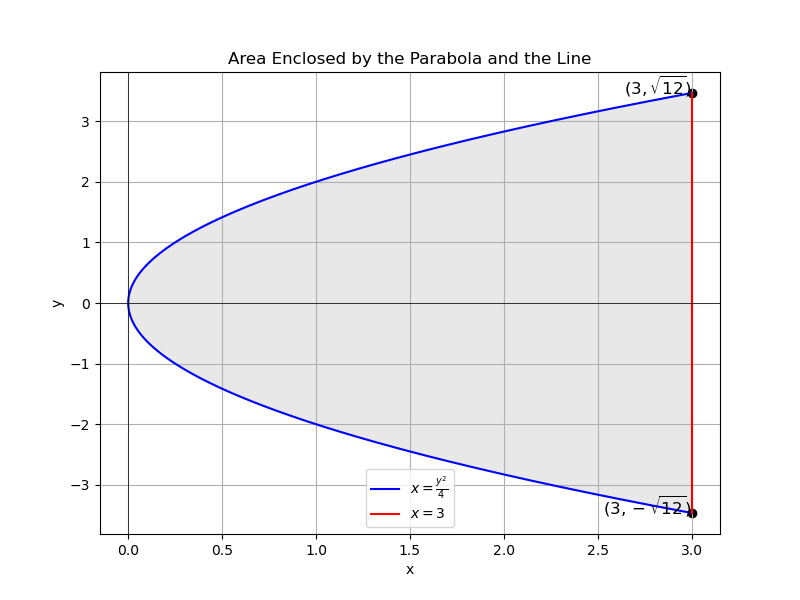 Area Enclosed by the Parabola and the Line
(3, √12)
3
2
1
0
−1
−2
−3
y
(3, −√12)
x = y²/4
x = 3
0.0 0.5 1.0 1.5 2.0 2.5 3.0
x